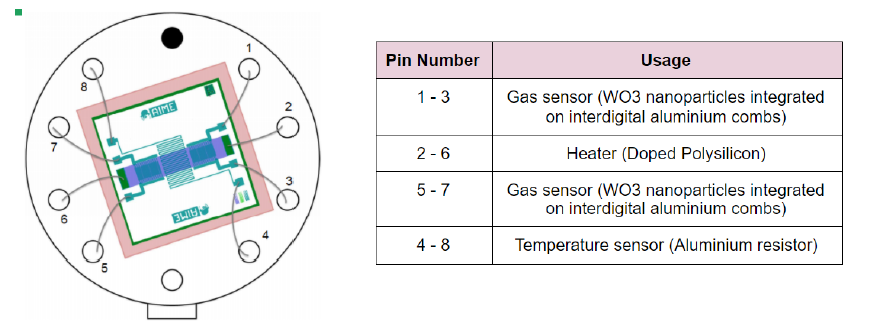 1
8
AIME
2
7
3
6
AIME
4
5
Pin Number Usage
1 - 3 Gas sensor (WO3 nanoparticles integrated
on interdigital aluminium combs)
2 - 6 Heater (Doped Polysilicon)
5 - 7 Gas sensor (WO3 nanoparticles integrated
on interdigital aluminium combs)
4 - 8 Temperature sensor (Aluminium resistor)